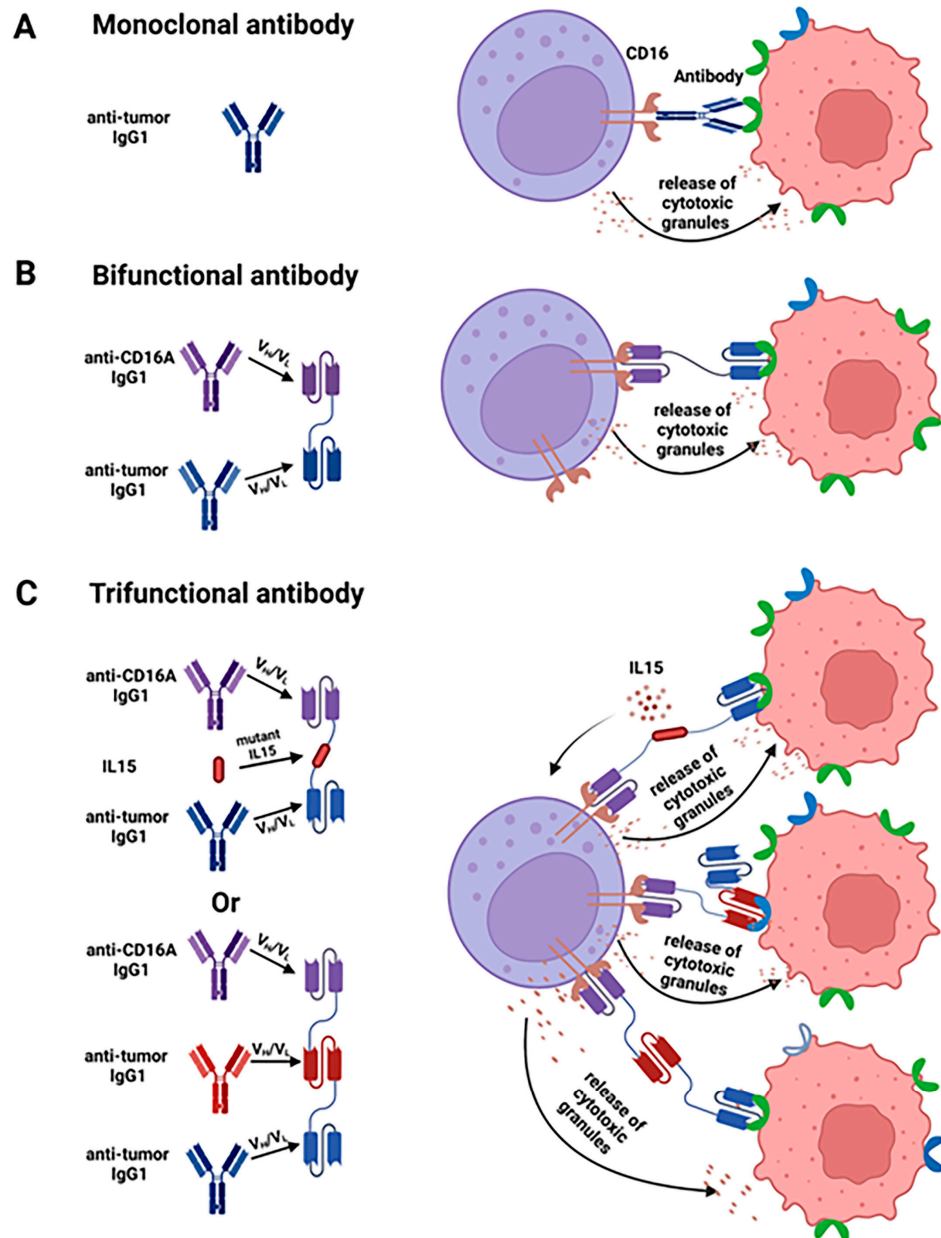 A
Monoclonal antibody
anti-tumor
IgG1
CD16
Antibody
release of
cytotoxic
granules
B
Bifunctional antibody
anti-CD16A
IgG1
VH/VL
anti-tumor
IgG1
VH/VL
release of
cytotoxic
granules
C
Trifunctional antibody
anti-CD16A
IgG1
VH/VL
IL15
mutant
IL15
anti-tumor
IgG1
VH/VL
Or
anti-CD16A
IgG1
VH/VL
anti-tumor
IgG1
VH/VL
anti-tumor
IgG1
VH/VL
IL15
release of
cytotoxic
granules
release of
cytotoxic
granules
release of
cytotoxic
granules